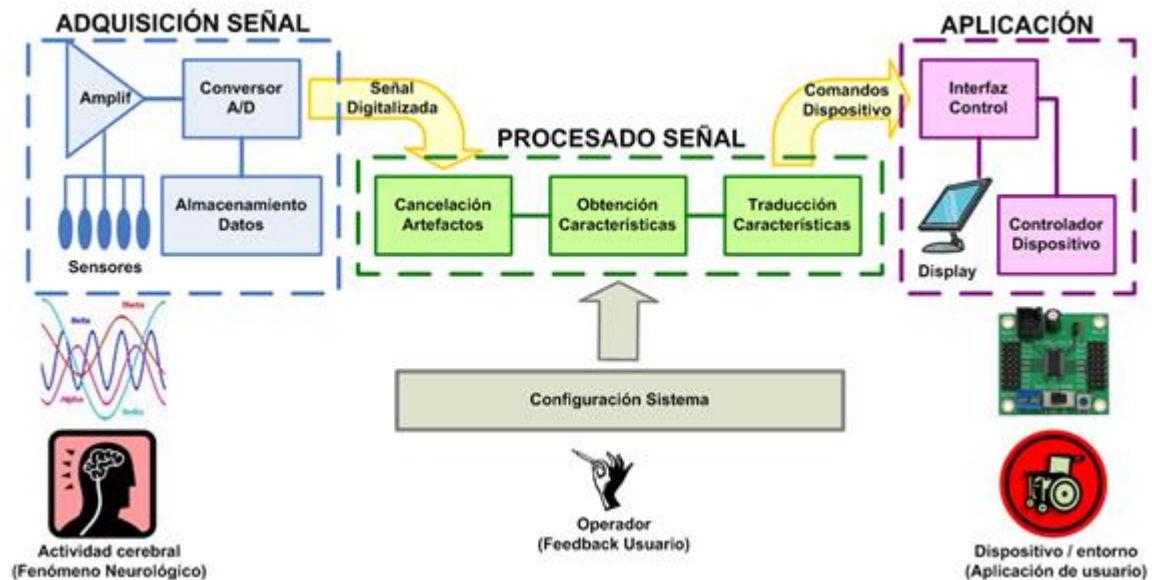 ADQUISICIÓN SEÑAL
APLICACIÓN
Amplif
Conversor
A/D
Señal
Digitalizada
Comandos
Dispositivo
Interfaz
Control
PROCESADO SEÑAL
Almacenamiento
Datos
Sensores
Cancelación
Artefactos
Obtención
Características
Traducción
Características
Controlador
Dispositivo
Display
Theta
Beta
Alpha
Delta
Configuración Sistema
Operador
(Feedback Usuario)
Actividad cerebral
(Fenómeno Neurológico)
Dispositivo / entorno
(Aplicación de usuario)